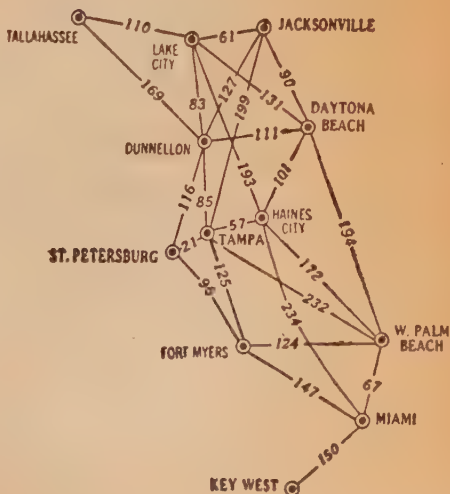 TALLAHASSEE
110
LAKE
CITY
61
JACKSONVILLE
169
83
127
199
131
90
DAYTONA
BEACH
111
DUNNELLON
193
101
116
85
194
HAINES
CITY
57
TAMPA
21
ST. PETERSBURG
125
96
172
232
234
FORT MYERS
124
W. PALM
BEACH
147
67
MIAMI
150
KEY WEST